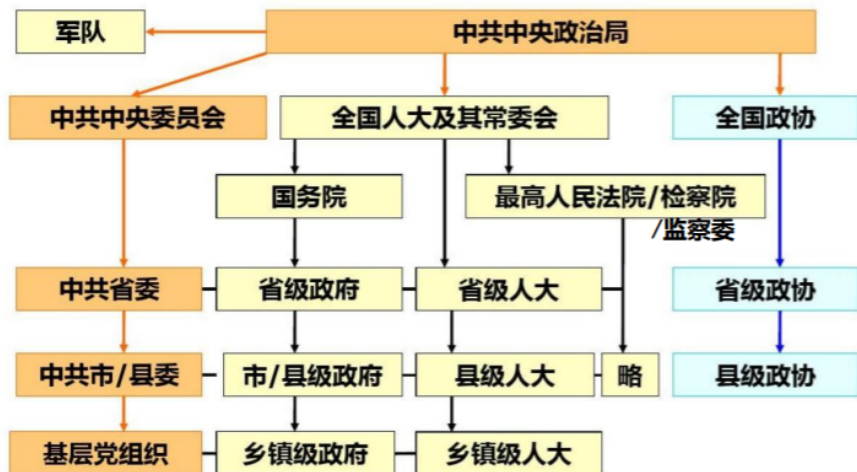 军队
中共中央政治局
中共中央委员会
全国人大及其常委会
全国政协
国务院
最高人民法院/检察院
/监察委
中共省委
省级政府
省级人大
省级政协
中共市/县委
市/县级政府
县级人大
略
县级政协
基层党组织
乡镇级政府
乡镇级人大